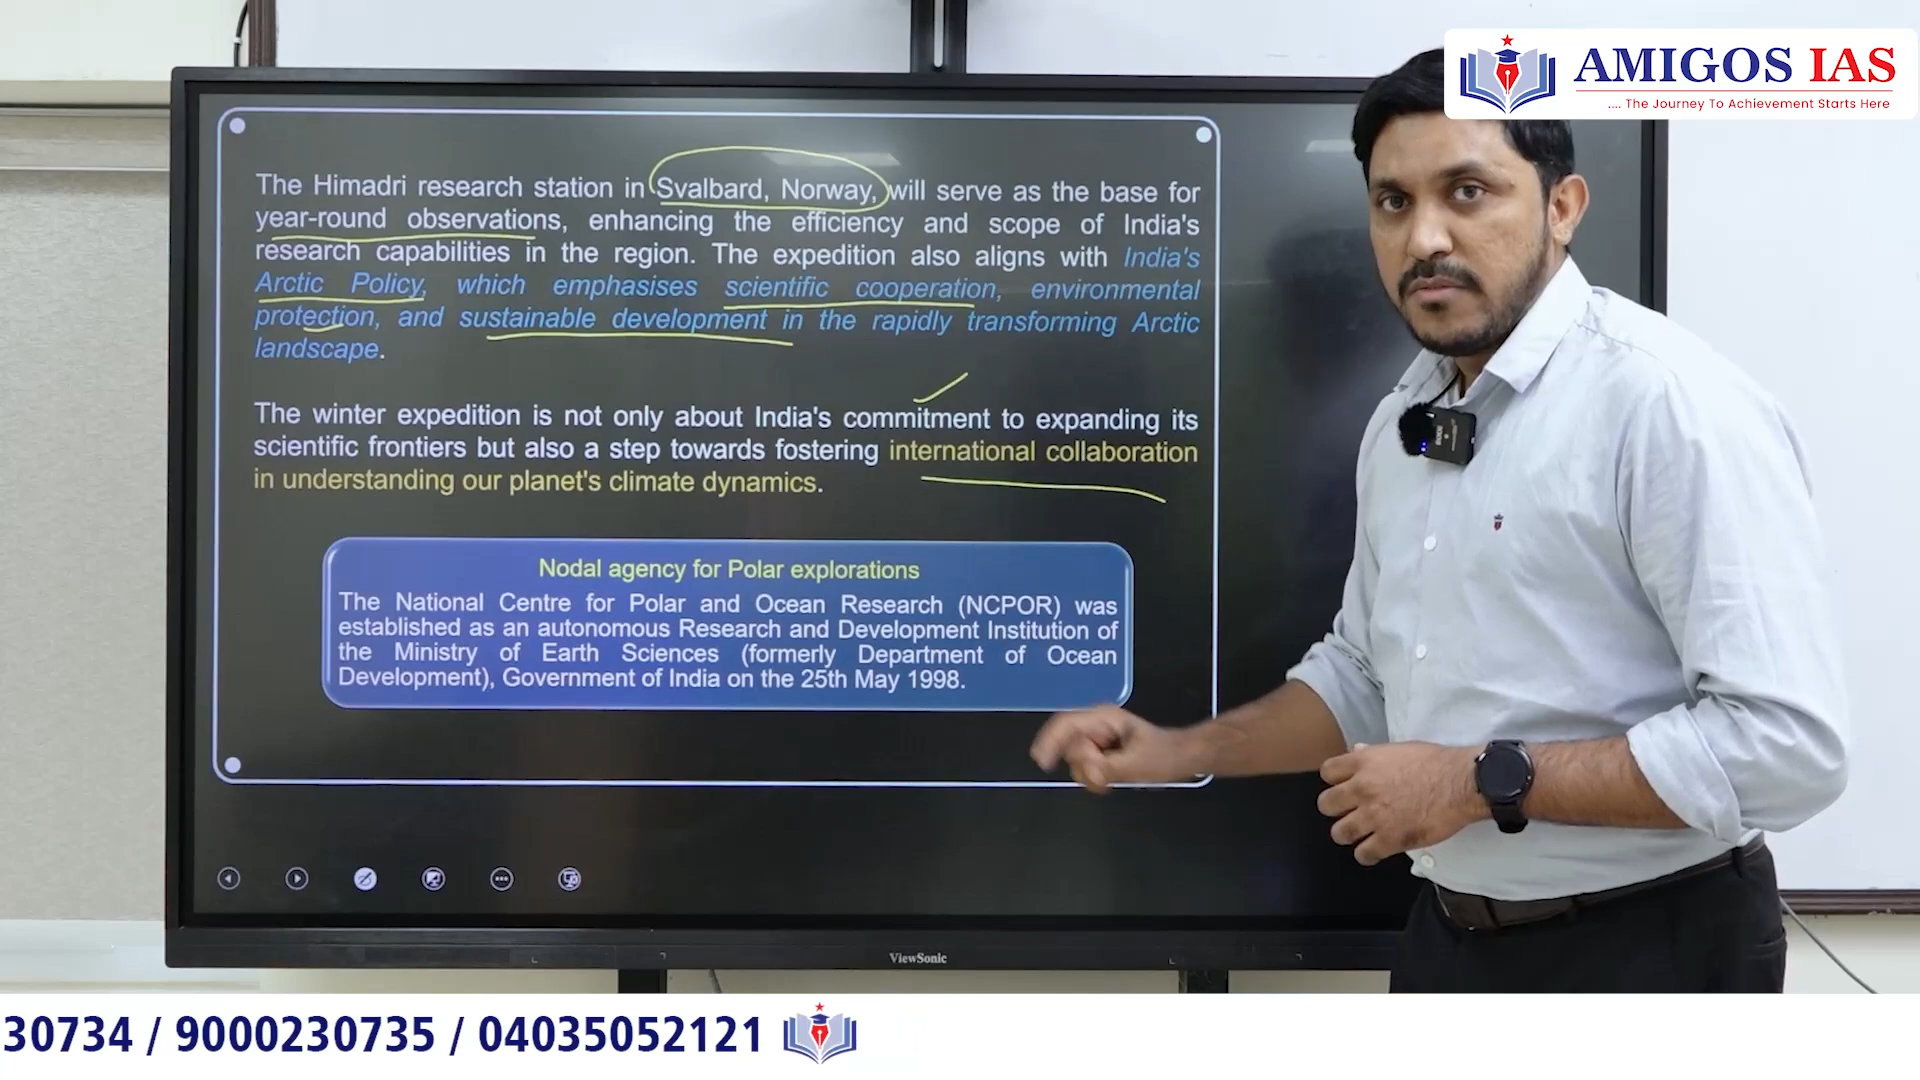 AMIGOS IAS
.... The Journey To Achievement Starts Here
The Himadri research station in Svalbard, Norway, will serve as the base for
year-round observations, enhancing the efficiency and scope of India's
research capabilities in the region. The expedition also aligns with India's
Arctic Policy, which emphasises scientific cooperation, environmental
protection, and sustainable development in the rapidly transforming Arctic
landscape.
The winter expedition is not only about India's commitment to expanding its
scientific frontiers but also a step towards fostering international collaboration
in understanding our planet's climate dynamics.
Nodal agency for Polar explorations
The National Centre for Polar and Ocean Research (NCPOR) was
established as an autonomous Research and Development Institution of
the Ministry of Earth Sciences (formerly Department of Ocean
Development), Government of India on the 25th May 1998.
ViewSonic
30734 / 9000230735 / 04035052121